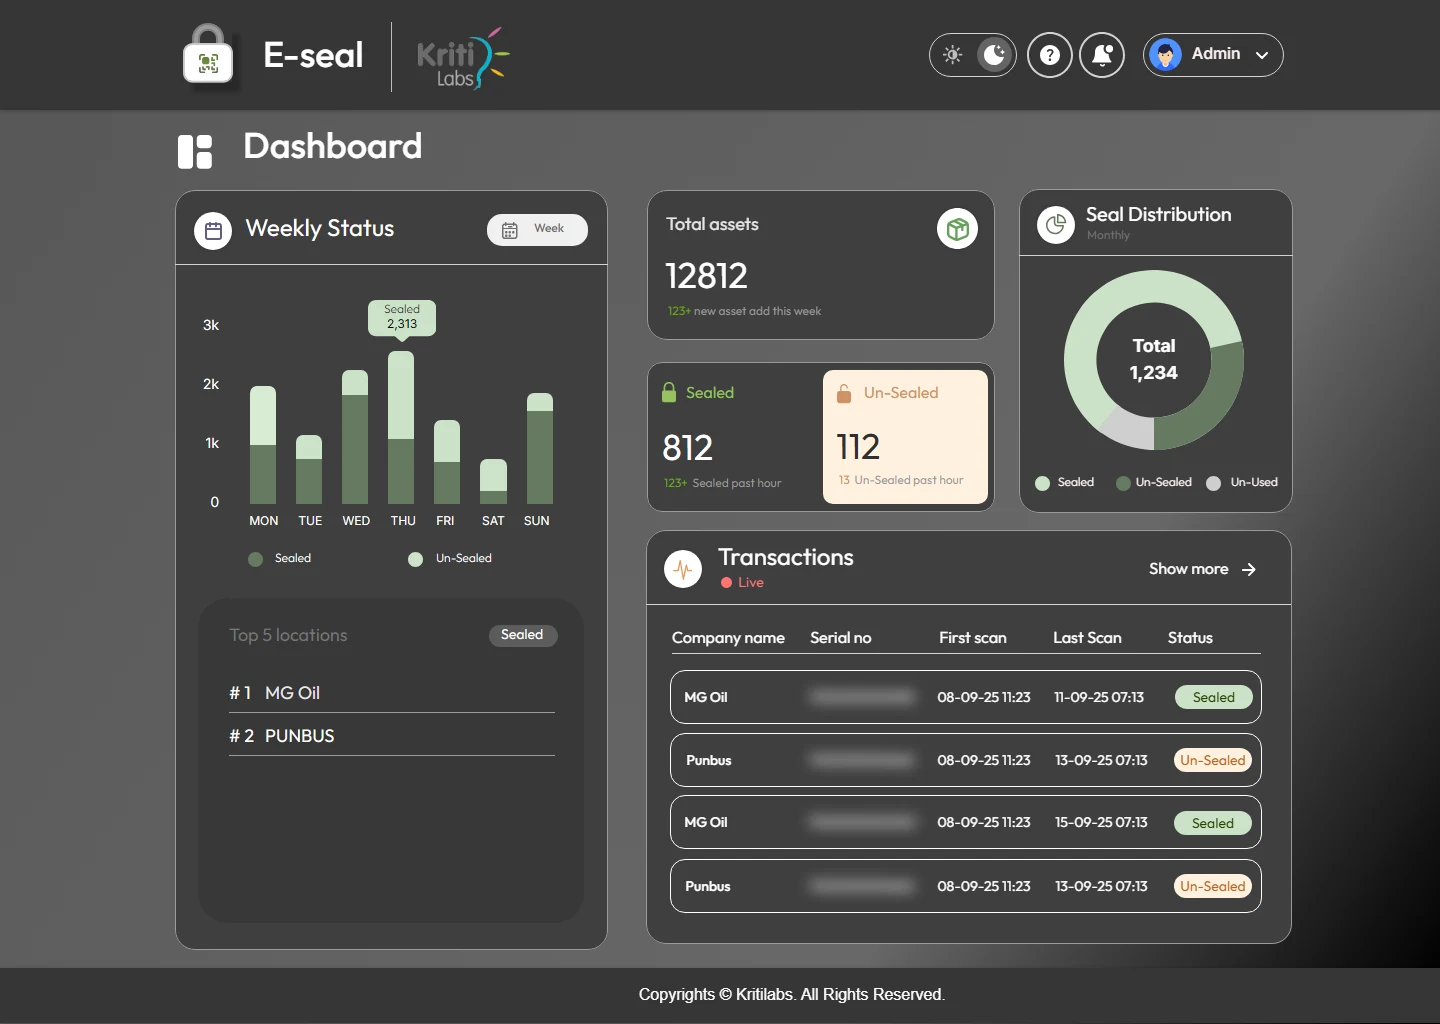 E-seal
Kriti
Labs
?
Admin
Dashboard
Weekly Status
Week
3k
2k
1k
0
Sealed
2,313
MON TUE WED THU FRI SAT SUN
Sealed Un-Sealed
Top 5 locations
Sealed
# 1 MG Oil
# 2 PUNBUS
Total assets
12812
123+ new asset add this week
Sealed
812
123+ Sealed past hour
Un-Sealed
112
13 Un-Sealed past hour
Seal Distribution
Monthly
Total
1,234
Sealed Un-Sealed Un-Used
Transactions
Live
Show more
Company name Serial no First scan Last Scan Status
MG Oil 08-09-25 11:23 11-09-25 07:13 Sealed
Punbus 08-09-25 11:23 13-09-25 07:13 Un-Sealed
MG Oil 08-09-25 11:23 15-09-25 07:13 Sealed
Punbus 08-09-25 11:23 13-09-25 07:13 Un-Sealed
Copyrights © Kritilabs. All Rights Reserved.